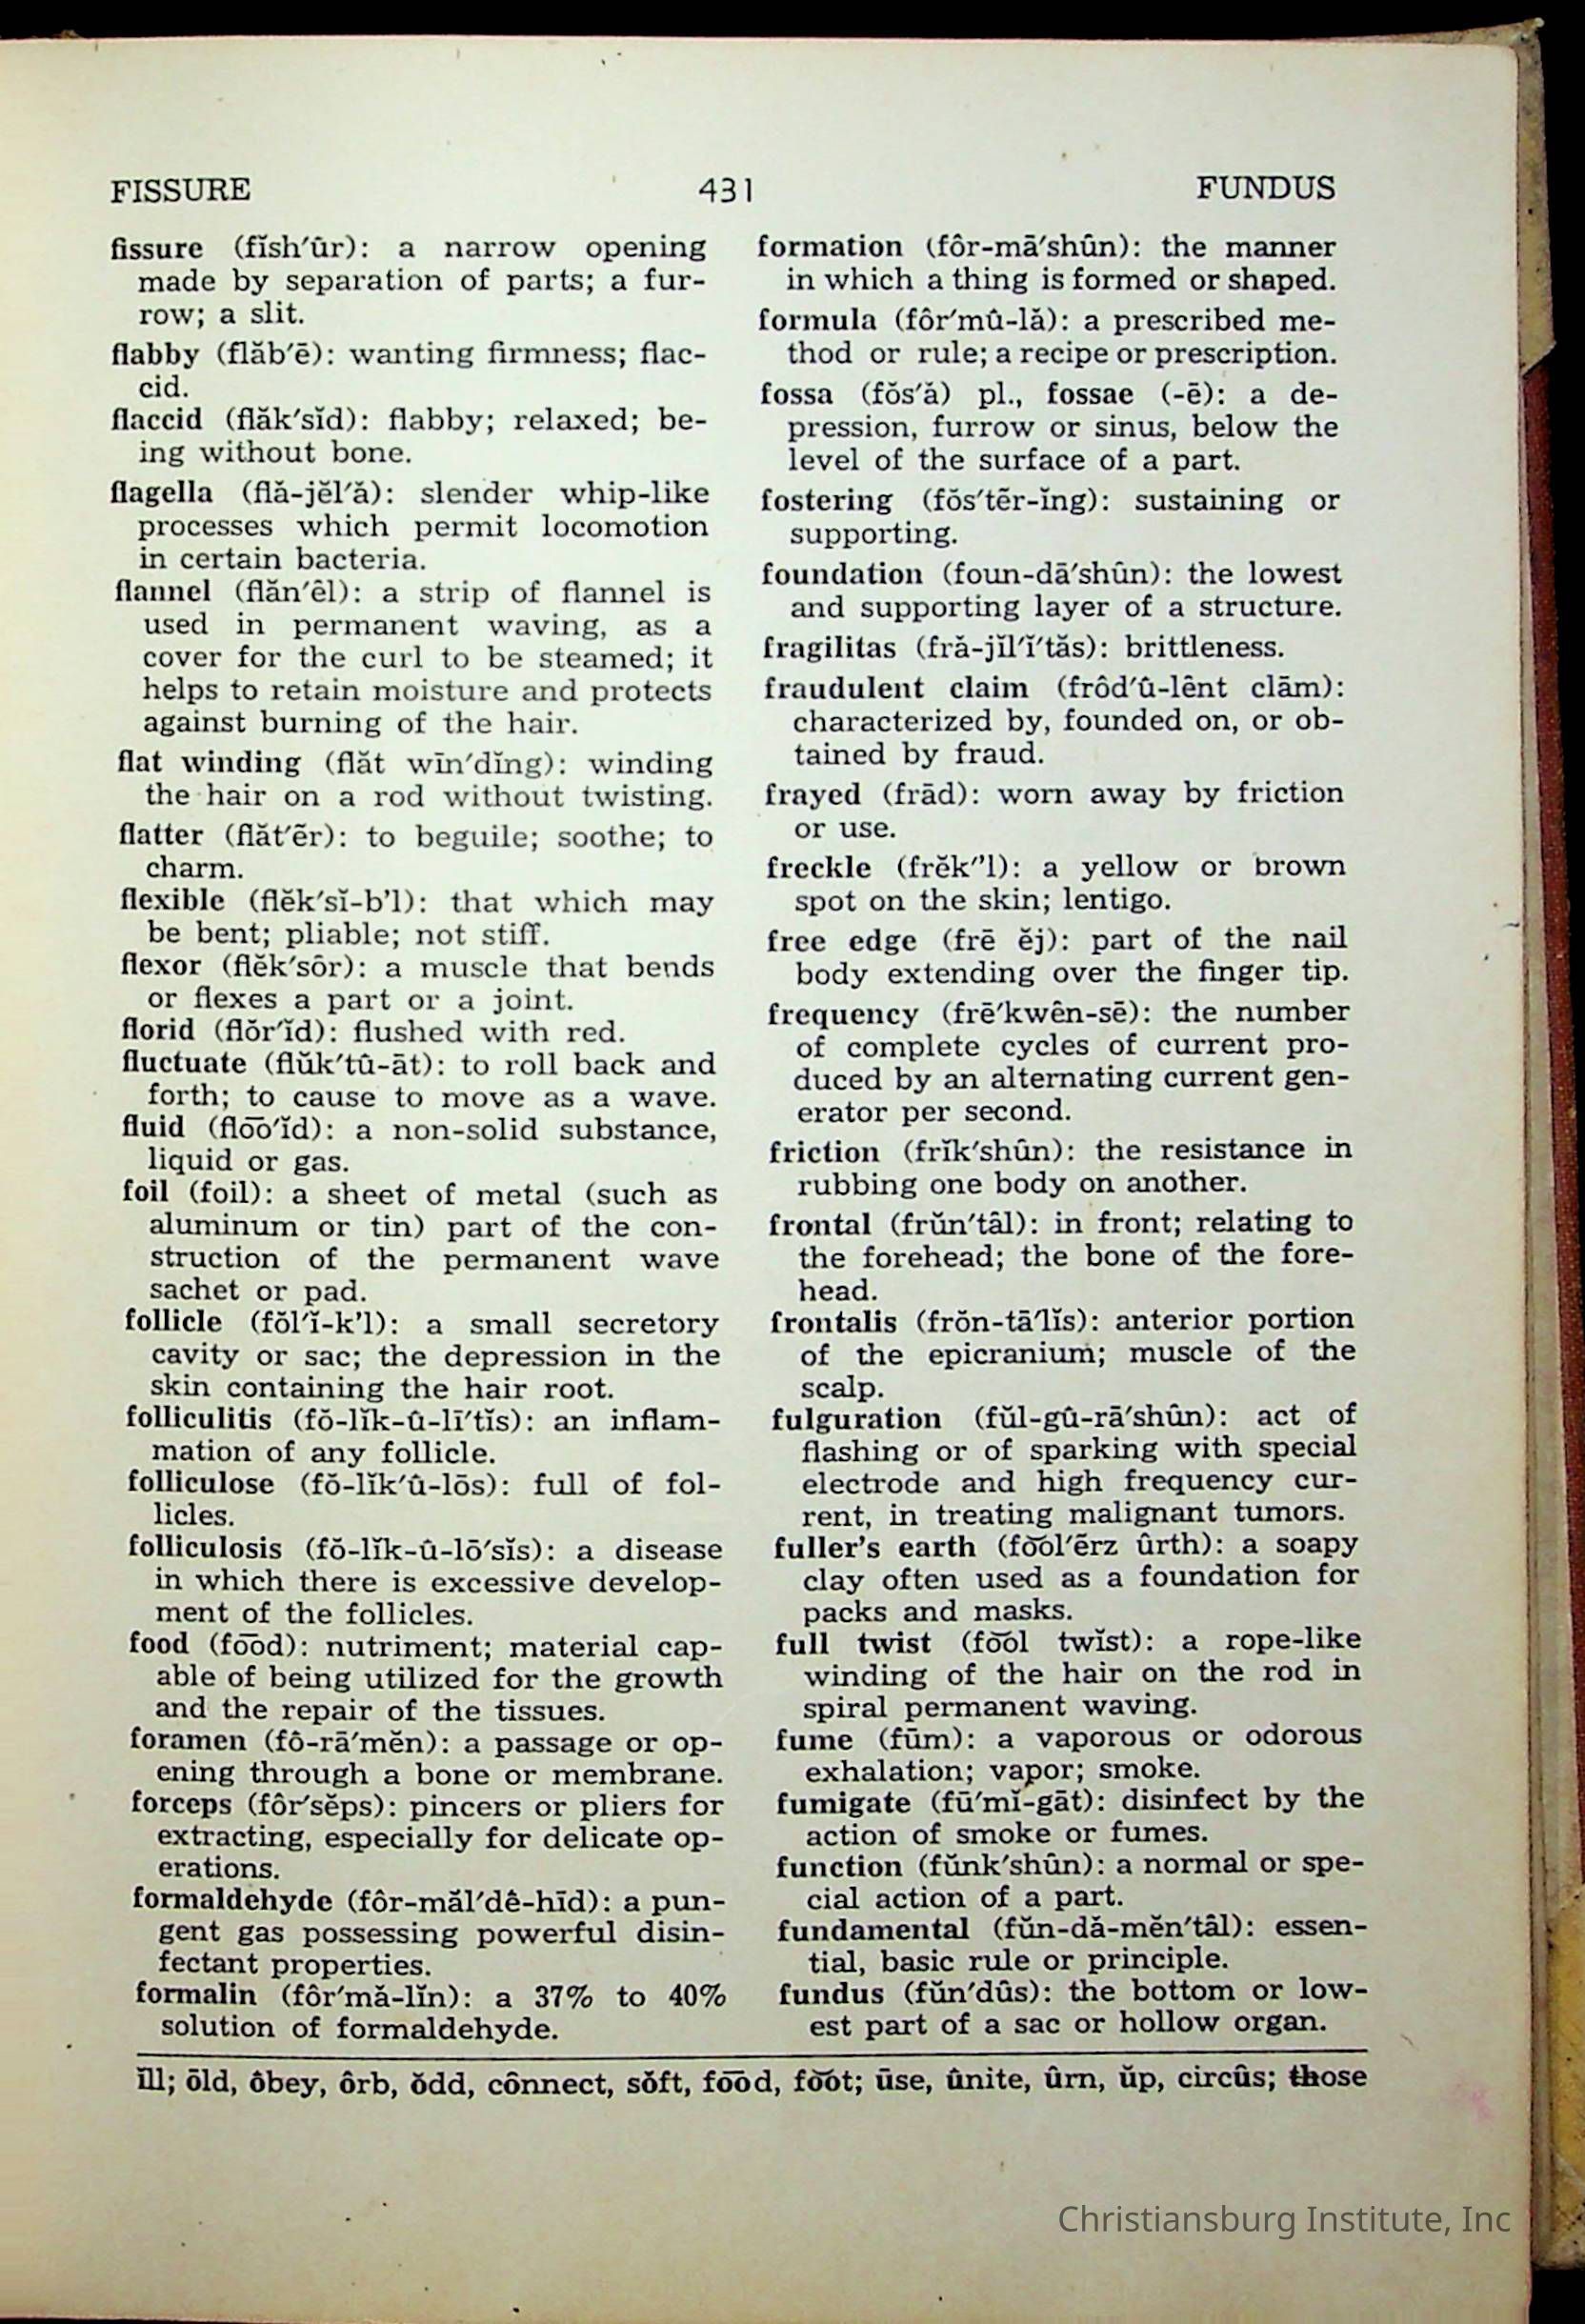 FISSURE 431 FUNDUS
fissure (fĭsh′ûr): a narrow opening
made by separation of parts; a fur-
row; a slit.
flabby (flăb′ē): wanting firmness; flac-
cid.
flaccid (flăk′sĭd): flabby; relaxed; be-
ing without bone.
flagella (flă-jĕl′ă): slender whip-like
processes which permit locomotion
in certain bacteria.
flannel (flăn′êl): a strip of flannel is
used in permanent waving, as a
cover for the curl to be steamed; it
helps to retain moisture and protects
against burning of the hair.
flat winding (flăt wīn′dĭng): winding
the hair on a rod without twisting.
flatter (flăt′ẽr): to beguile; soothe; to
charm.
flexible (flĕk′sĭ-b'l): that which may
be bent; pliable; not stiff.
flexor (flĕk′sôr): a muscle that bends
or flexes a part or a joint.
florid (flŏr′ĭd): flushed with red.
fluctuate (flŭk′tû-āt): to roll back and
forth; to cause to move as a wave.
fluid (flo͞o′ĭd): a non-solid substance,
liquid or gas.
foil (foil): a sheet of metal (such as
aluminum or tin) part of the con-
struction of the permanent wave
sachet or pad.
follicle (fŏl′ĭ-k'l): a small secretory
cavity or sac; the depression in the
skin containing the hair root.
folliculitis (fŏ-lĭk-û-lī′tĭs): an inflam-
mation of any follicle.
folliculose (fŏ-lĭk′û-lōs): full of fol-
licles.
folliculosis (fŏ-lĭk-û-lō′sĭs): a disease
in which there is excessive develop-
ment of the follicles.
food (fo͞od): nutriment; material cap-
able of being utilized for the growth
and the repair of the tissues.
foramen (fô-rā′mĕn): a passage or op-
ening through a bone or membrane.
forceps (fôr′sĕps): pincers or pliers for
extracting, especially for delicate op-
erations.
formaldehyde (fôr-măl′dê-hīd): a pun-
gent gas possessing powerful disin-
fectant properties.
formalin (fôr′mă-lĭn): a 37% to 40%
solution of formaldehyde.
formation (fôr-mā′shûn): the manner
in which a thing is formed or shaped.
formula (fôr′mû-lă): a prescribed me-
thod or rule; a recipe or prescription.
fossa (fŏs′ă) pl., fossae (-ē): a de-
pression, furrow or sinus, below the
level of the surface of a part.
fostering (fŏs′tẽr-ĭng): sustaining or
supporting.
foundation (foun-dā′shûn): the lowest
and supporting layer of a structure.
fragilitas (fră-jĭl′ĭ′tăs): brittleness.
fraudulent claim (frôd′û-lênt clām):
characterized by, founded on, or ob-
tained by fraud.
frayed (frād): worn away by friction
or use.
freckle (frĕk″l): a yellow or brown
spot on the skin; lentigo.
free edge (frē ĕj): part of the nail
body extending over the finger tip.
frequency (frē′kwên-sē): the number
of complete cycles of current pro-
duced by an alternating current gen-
erator per second.
friction (frĭk′shûn): the resistance in
rubbing one body on another.
frontal (frŭn′tâl): in front; relating to
the forehead; the bone of the fore-
head.
frontalis (frŏn-tā′lĭs): anterior portion
of the epicranium; muscle of the
scalp.
fulguration (fŭl-gû-rā′shûn): act of
flashing or of sparking with special
electrode and high frequency cur-
rent, in treating malignant tumors.
fuller's earth (fo͝ol′ẽrz ûrth): a soapy
clay often used as a foundation for
packs and masks.
full twist (fo͝ol twĭst): a rope-like
winding of the hair on the rod in
spiral permanent waving.
fume (fūm): a vaporous or odorous
exhalation; vapor; smoke.
fumigate (fū′mĭ-gāt): disinfect by the
action of smoke or fumes.
function (fŭnk′shûn): a normal or spe-
cial action of a part.
fundamental (fŭn-dă-mĕn′tâl): essen-
tial, basic rule or principle.
fundus (fŭn′dûs): the bottom or low-
est part of a sac or hollow organ.
ĭll; ōld, ôbey, ôrb, ŏdd, cônnect, sŏft, fo͞od, fo͝ot; ūse, ûnite, ûrn, ŭp, circûs; those
Christiansburg Institute, Inc